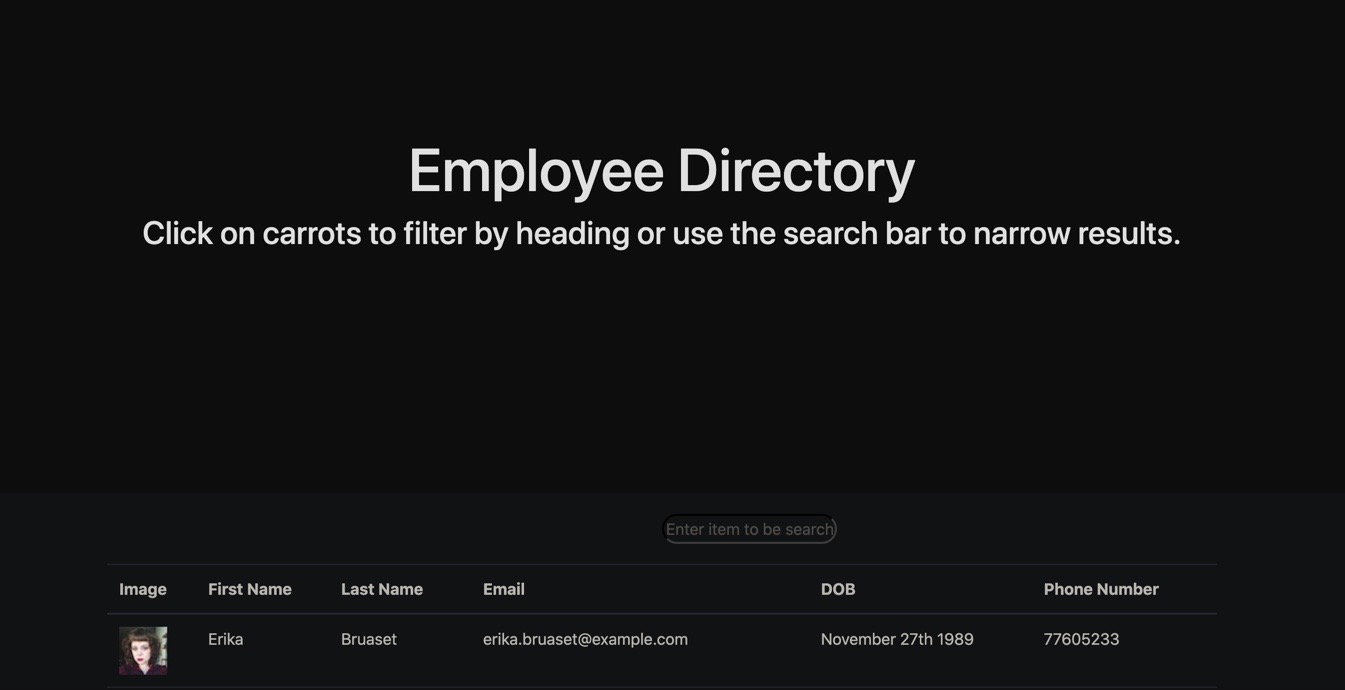 Employee Directory
Click on carrots to filter by heading or use the search bar to narrow results.
Enter item to be search
Image First Name Last Name Email DOB Phone Number
Erika Bruaset erika.bruaset@example.com November 27th 1989 77605233